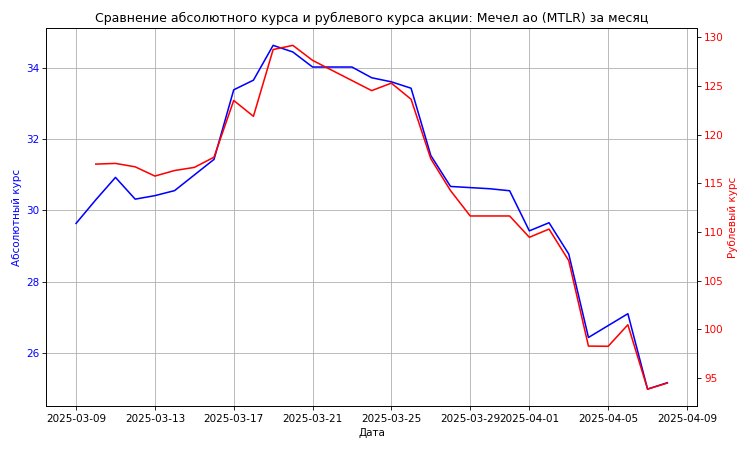 Сравнение абсолютного курса и рублевого курса акции: Мечел ао (MTLR) за месяц
Абсолютный курс
34
32
30
28
26
Рублевый курс
130
125
120
115
110
105
100
95
2025-03-09 2025-03-13 2025-03-17 2025-03-21 2025-03-25 2025-03-29 2025-04-01 2025-04-05 2025-04-09
Дата